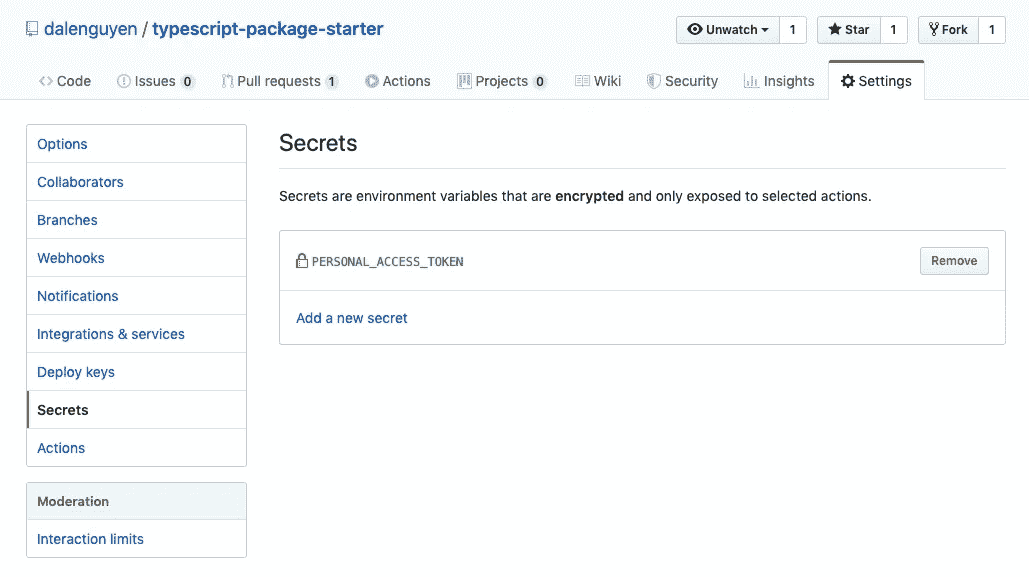 dalenguyen / typescript-package-starter
Unwatch 1 Star 1 Fork 1
Code Issues 0 Pull requests 1 Actions Projects 0 Wiki Security Insights Settings
Options
Collaborators
Branches
Webhooks
Notifications
Integrations & services
Deploy keys
Secrets
Actions
Moderation
Interaction limits
Secrets
Secrets are environment variables that are encrypted and only exposed to selected actions.
PERSONAL_ACCESS_TOKEN Remove
Add a new secret